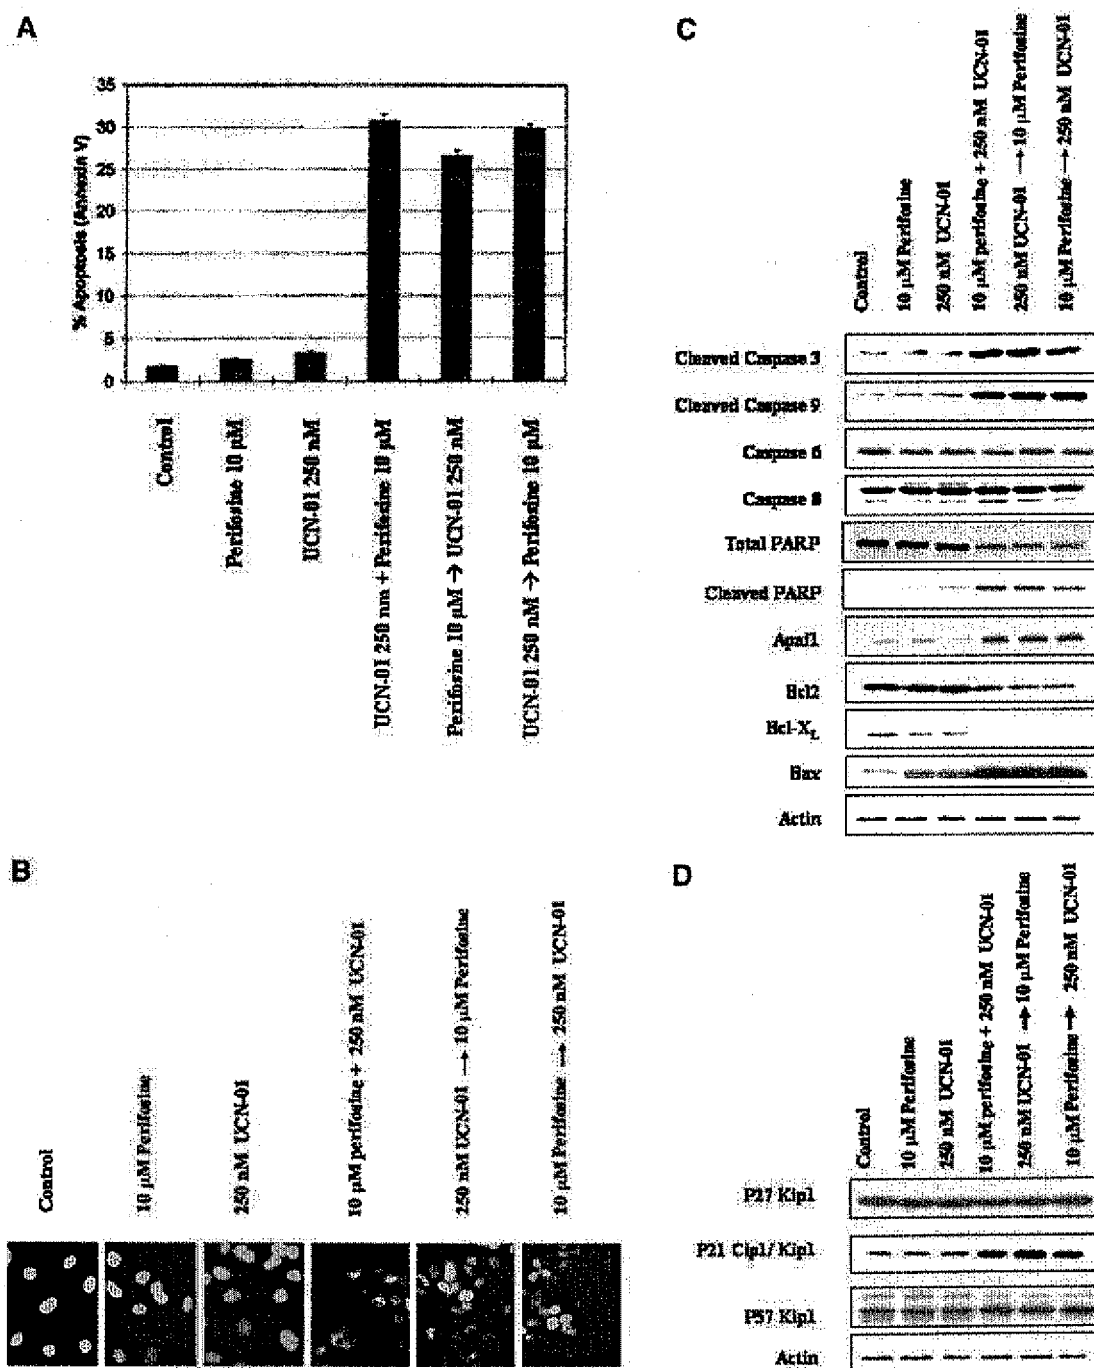 A
35
30
25
20
15
10
5
0
% Apoptosis (Annexin V)
Control
Perifosine 10 µM
UCN-01 250 nM
UCN-01 250 nm + Perifosine 10 µM
Perifosine 10 µM → UCN-01 250 nM
UCN-01 250 nM → Perifosine 10 µM
B
Control
10 µM Perifosine
250 nM UCN-01
10 µM perifosine + 250 nM UCN-01
250 nM UCN-01 → 10 µM Perifosine
10 µM Perifosine → 250 nM UCN-01
C
Control
10 µM Perifosine
250 nM UCN-01
10 µM perifosine + 250 nM UCN-01
250 nM UCN-01 → 10 µM Perifosine
10 µM Perifosine → 250 nM UCN-01
Cleaved Caspase 3
Cleaved Caspase 9
Caspase 6
Caspase 8
Total PARP
Cleaved PARP
Apaf1
Bcl2
Bcl-XL
Bax
Actin
D
Control
10 µM Perifosine
250 nM UCN-01
10 µM perifosine + 250 nM UCN-01
250 nM UCN-01 → 10 µM Perifosine
10 µM Perifosine → 250 nM UCN-01
P27 Kip1
P21 Cip1/ Kip1
P57 Kip1
Actin